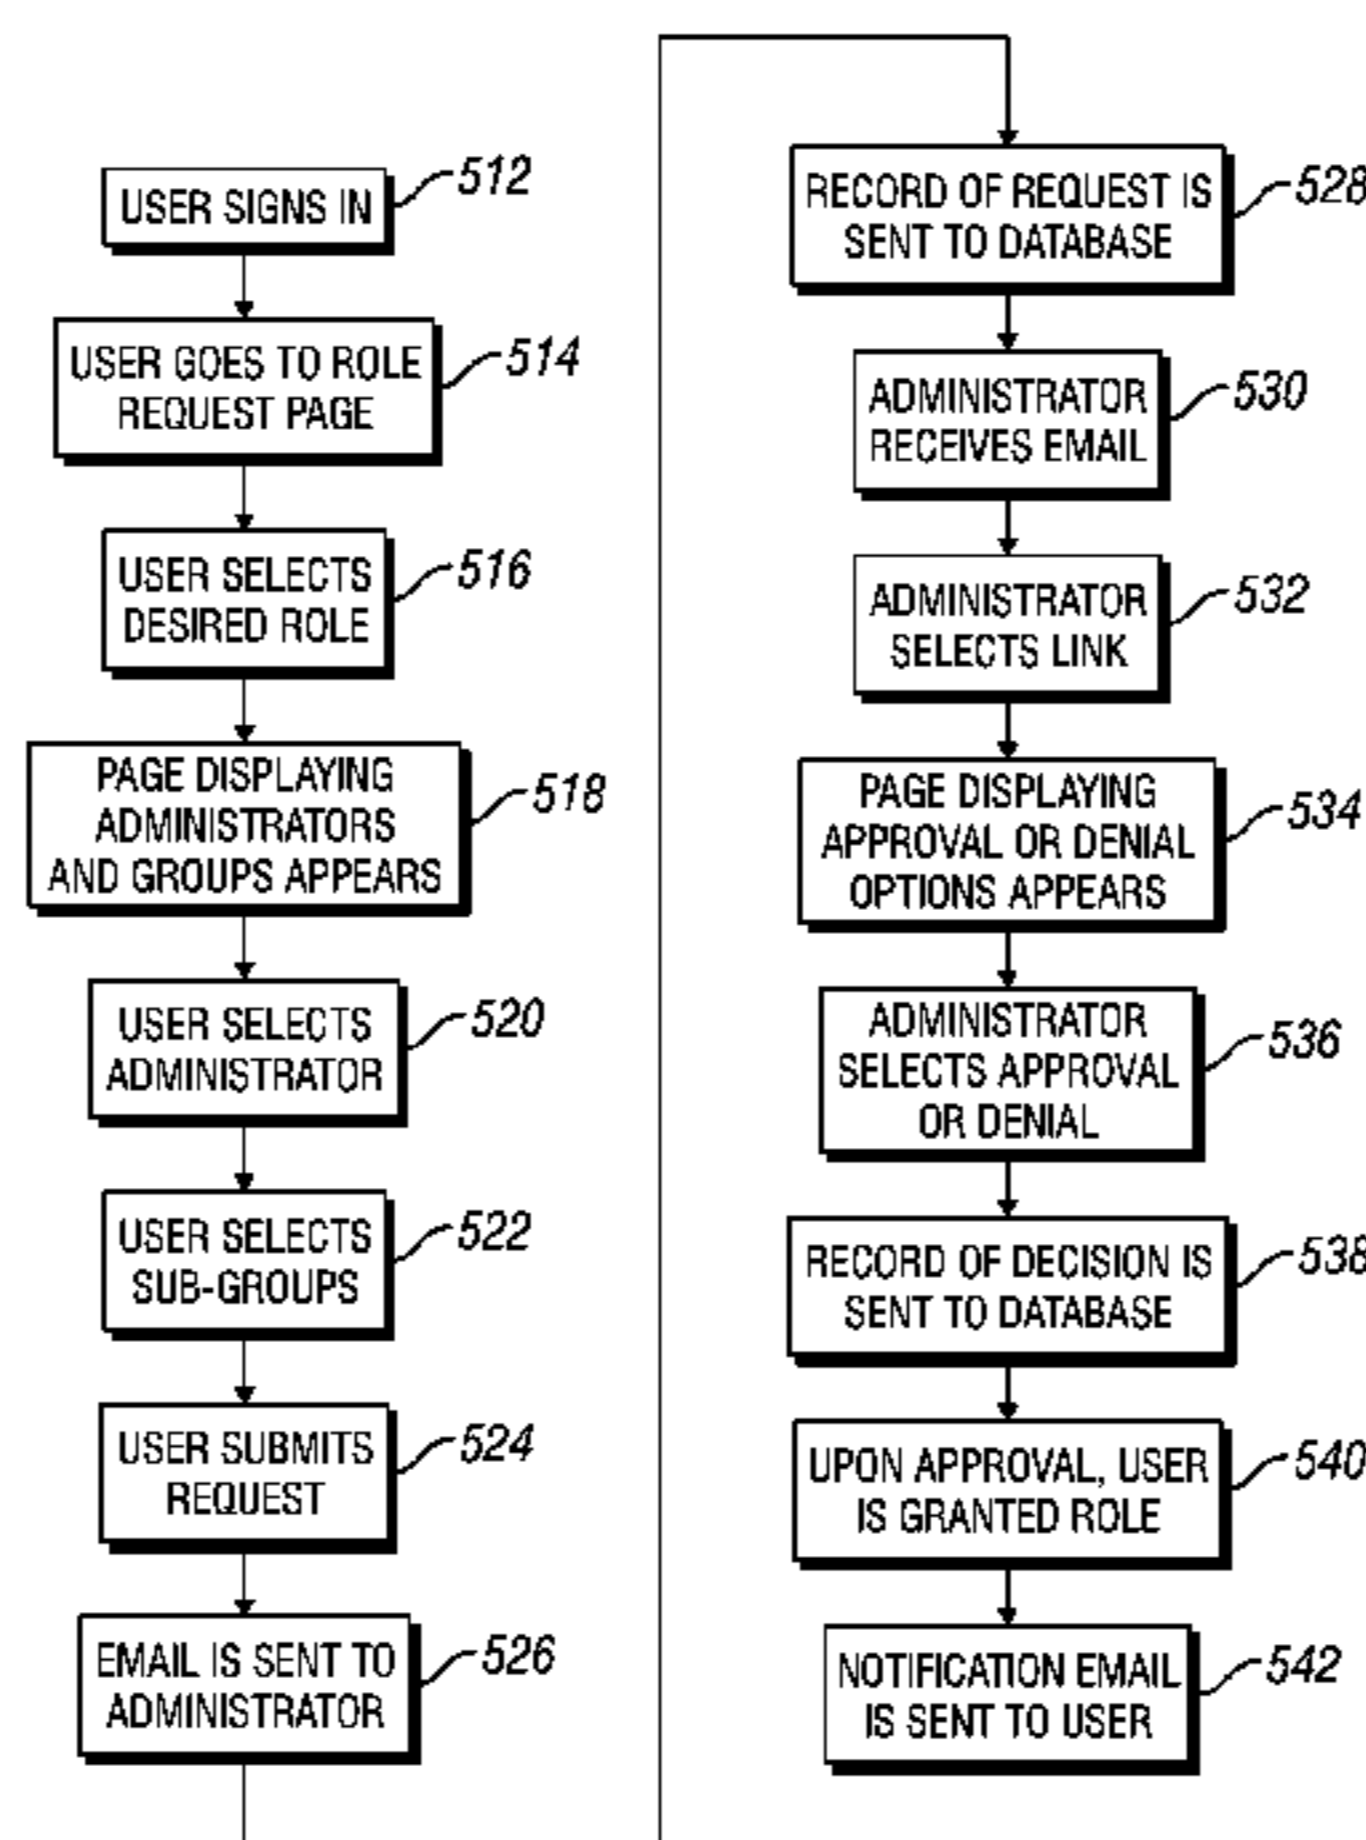 USER SIGNS IN
512
USER GOES TO ROLE
REQUEST PAGE
514
USER SELECTS
DESIRED ROLE
516
PAGE DISPLAYING
ADMINISTRATORS
AND GROUPS APPEARS
518
USER SELECTS
ADMINISTRATOR
520
USER SELECTS
SUB-GROUPS
522
USER SUBMITS
REQUEST
524
EMAIL IS SENT TO
ADMINISTRATOR
526
RECORD OF REQUEST IS
SENT TO DATABASE
528
ADMINISTRATOR
RECEIVES EMAIL
530
ADMINISTRATOR
SELECTS LINK
532
PAGE DISPLAYING
APPROVAL OR DENIAL
OPTIONS APPEARS
534
ADMINISTRATOR
SELECTS APPROVAL
OR DENIAL
536
RECORD OF DECISION IS
SENT TO DATABASE
538
UPON APPROVAL, USER
IS GRANTED ROLE
540
NOTIFICATION EMAIL
IS SENT TO USER
542